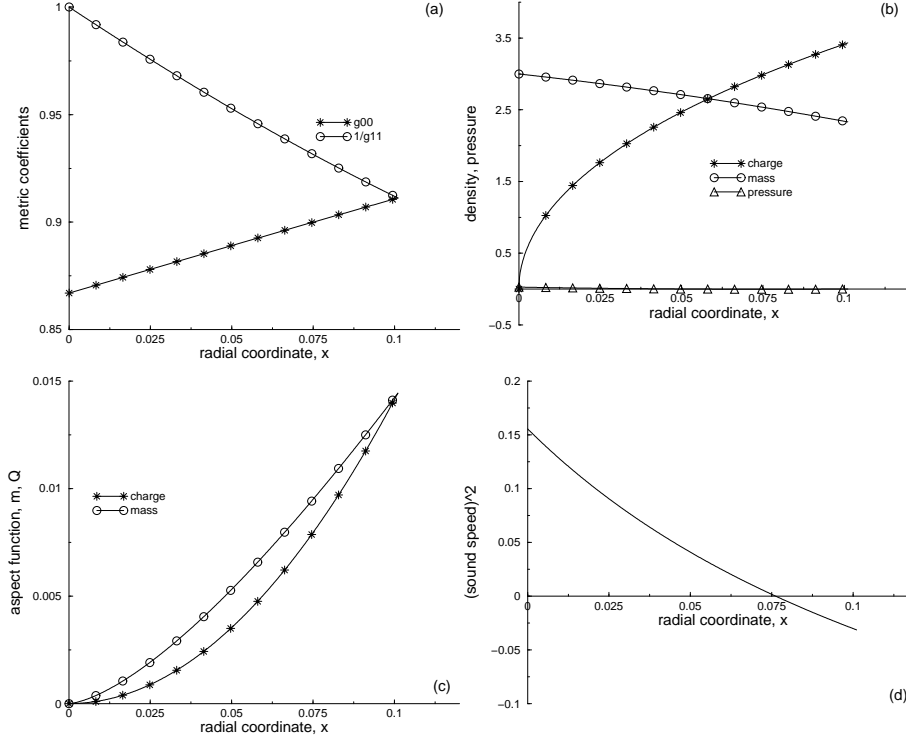 (a)
1
0.95
0.9
0.85
metric coefficients
g00
1/g11
0
0.025
0.05
0.075
0.1
radial coordinate, x
(b)
3.5
2.5
1.5
0.5
−0.5
density, pressure
charge
mass
pressure
0
0.025
0.05
0.075
0.1
radial coordinate, x
0.015
0.01
0.005
0
aspect function, m, Q
charge
mass
0
0.025
0.05
0.075
0.1
radial coordinate, x
(c)
0.2
0.15
0.1
0.05
0
−0.05
−0.1
(sound speed)^2
0
0.025
0.05
0.075
0.1
radial coordinate, x
(d)